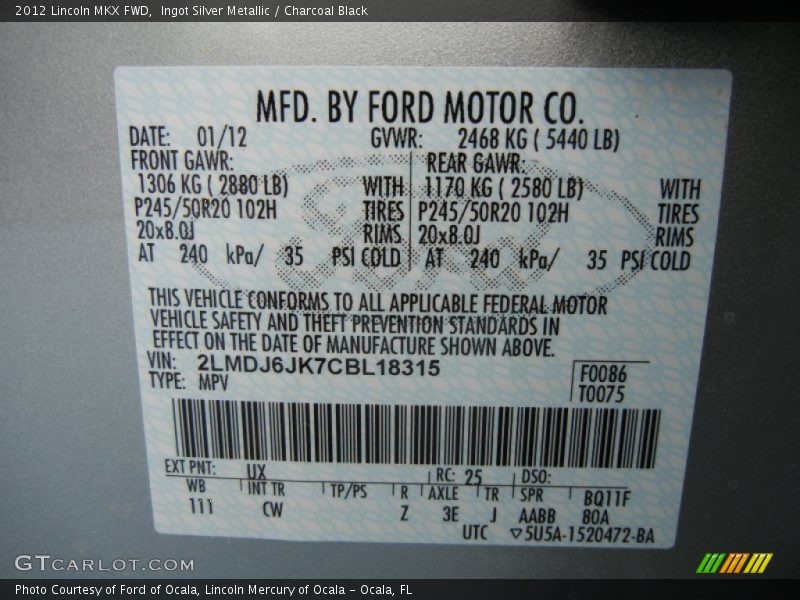 2012 Lincoln MKX FWD, Ingot Silver Metallic / Charcoal Black
MFD. BY FORD MOTOR CO.
DATE: 01/12 GVWR: 2468 KG ( 5440 LB)
FRONT GAWR: REAR GAWR:
1306 KG ( 2880 LB) WITH 1170 KG ( 2580 LB) WITH
P245/50R20 102H TIRES P245/50R20 102H TIRES
20x8.0J RIMS 20x8.0J RIMS
AT 240 kPa/ 35 PSI COLD AT 240 kPa/ 35 PSI COLD
THIS VEHICLE CONFORMS TO ALL APPLICABLE FEDERAL MOTOR
VEHICLE SAFETY AND THEFT PREVENTION STANDARDS IN
EFFECT ON THE DATE OF MANUFACTURE SHOWN ABOVE.
VIN: 2LMDJ6JK7CBL18315 F0086
TYPE: MPV T0075
EXT PNT: UX RC: 25 DSO:
WB INT TR TP/PS R AXLE TR SPR BQ11F
111 CW Z 3E J AABB 80A
UTC ▽5U5A-1520472-BA
GTCARLOT.COM
Photo Courtesy of Ford of Ocala, Lincoln Mercury of Ocala – Ocala, FL